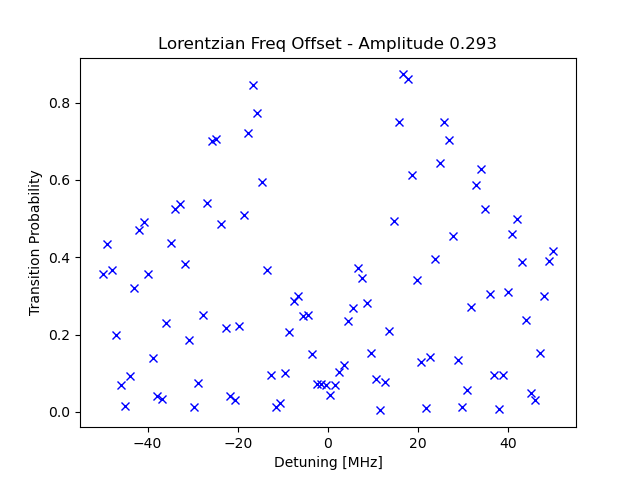 Lorentzian Freq Offset - Amplitude 0.293
Transition Probability
0.8
0.6
0.4
0.2
0.0
−40 −20 0 20 40
Detuning [MHz]